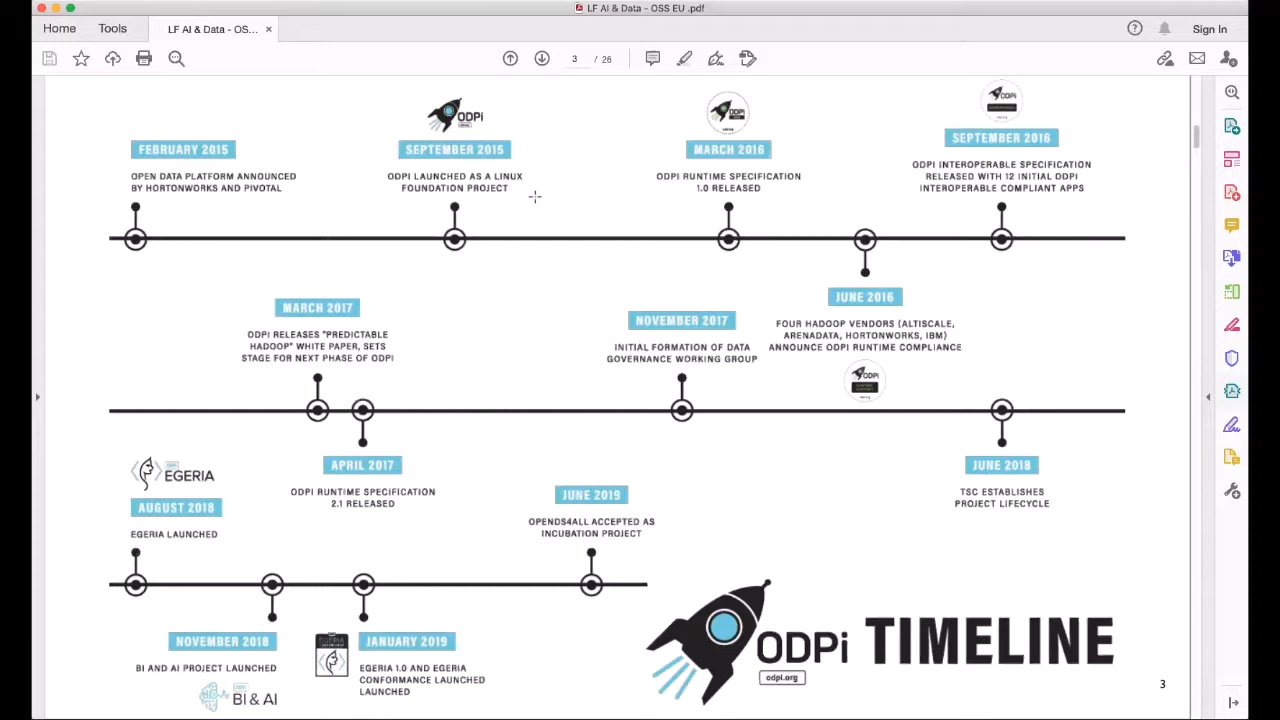 LF AI & Data - OSS EU .pdf
Home
Tools
LF AI & Data - OS...
×
?
Sign In
3 / 26
ODPi
ODPi
ODPi
FEBRUARY 2015
OPEN DATA PLATFORM ANNOUNCED
BY HORTONWORKS AND PIVOTAL
SEPTEMBER 2015
ODPI LAUNCHED AS A LINUX
FOUNDATION PROJECT
MARCH 2016
ODPI RUNTIME SPECIFICATION
1.0 RELEASED
SEPTEMBER 2016
ODPI INTEROPERABLE SPECIFICATION
RELEASED WITH 12 INITIAL ODPI
INTEROPERABLE COMPLIANT APPS
JUNE 2016
FOUR HADOOP VENDORS (ALTISCALE,
ARENADATA, HORTONWORKS, IBM)
ANNOUNCE ODPI RUNTIME COMPLIANCE
ODPi
MARCH 2017
ODPI RELEASES "PREDICTABLE
HADOOP" WHITE PAPER, SETS
STAGE FOR NEXT PHASE OF ODPI
NOVEMBER 2017
INITIAL FORMATION OF DATA
GOVERNANCE WORKING GROUP
APRIL 2017
ODPI RUNTIME SPECIFICATION
2.1 RELEASED
JUNE 2018
TSC ESTABLISHES
PROJECT LIFECYCLE
EGERIA
AUGUST 2018
EGERIA LAUNCHED
JUNE 2019
OPENDS4ALL ACCEPTED AS
INCUBATION PROJECT
NOVEMBER 2018
BI AND AI PROJECT LAUNCHED
BI & AI
EGERIA
JANUARY 2019
EGERIA 1.0 AND EGERIA
CONFORMANCE LAUNCHED
LAUNCHED
ODPi TIMELINE
odpi.org
3